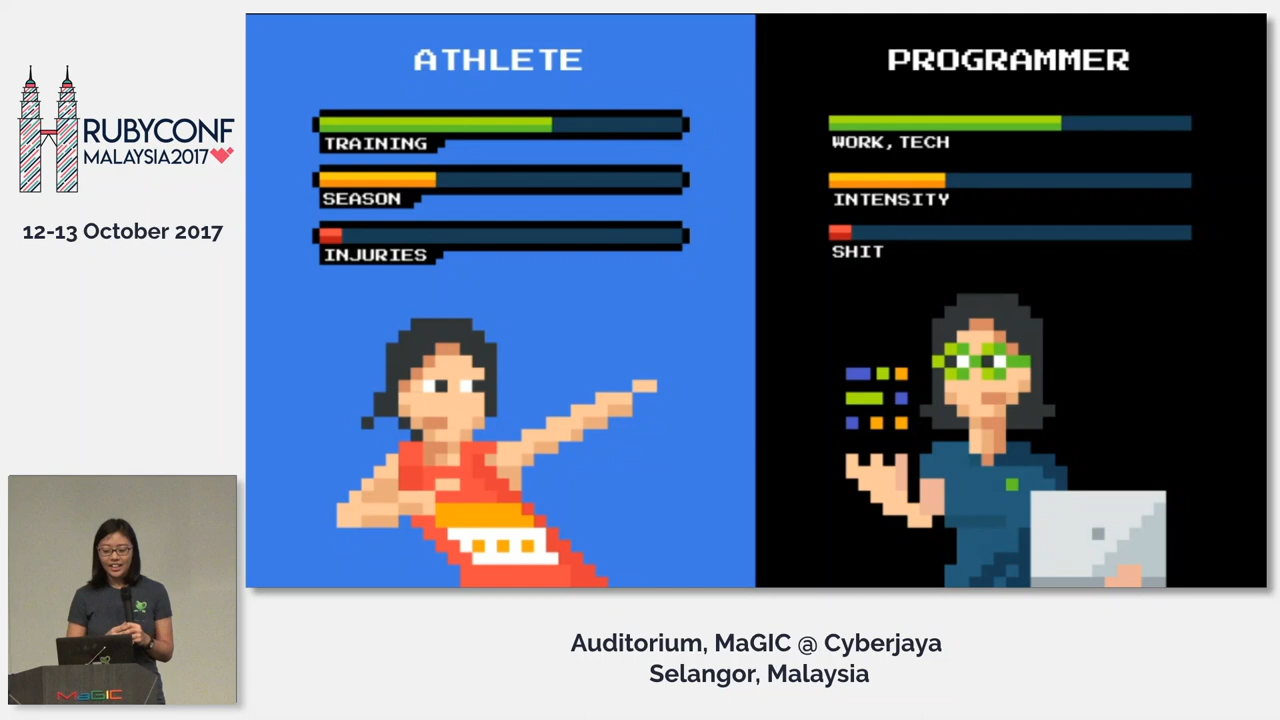 RUBYCONF
MALAYSIA2017
12-13 October 2017
ATHLETE
TRAINING
SEASON
INJURIES
PROGRAMMER
WORK, TECH
INTENSITY
SHIT
MaGIC
Auditorium, MaGIC @ Cyberjaya
Selangor, Malaysia